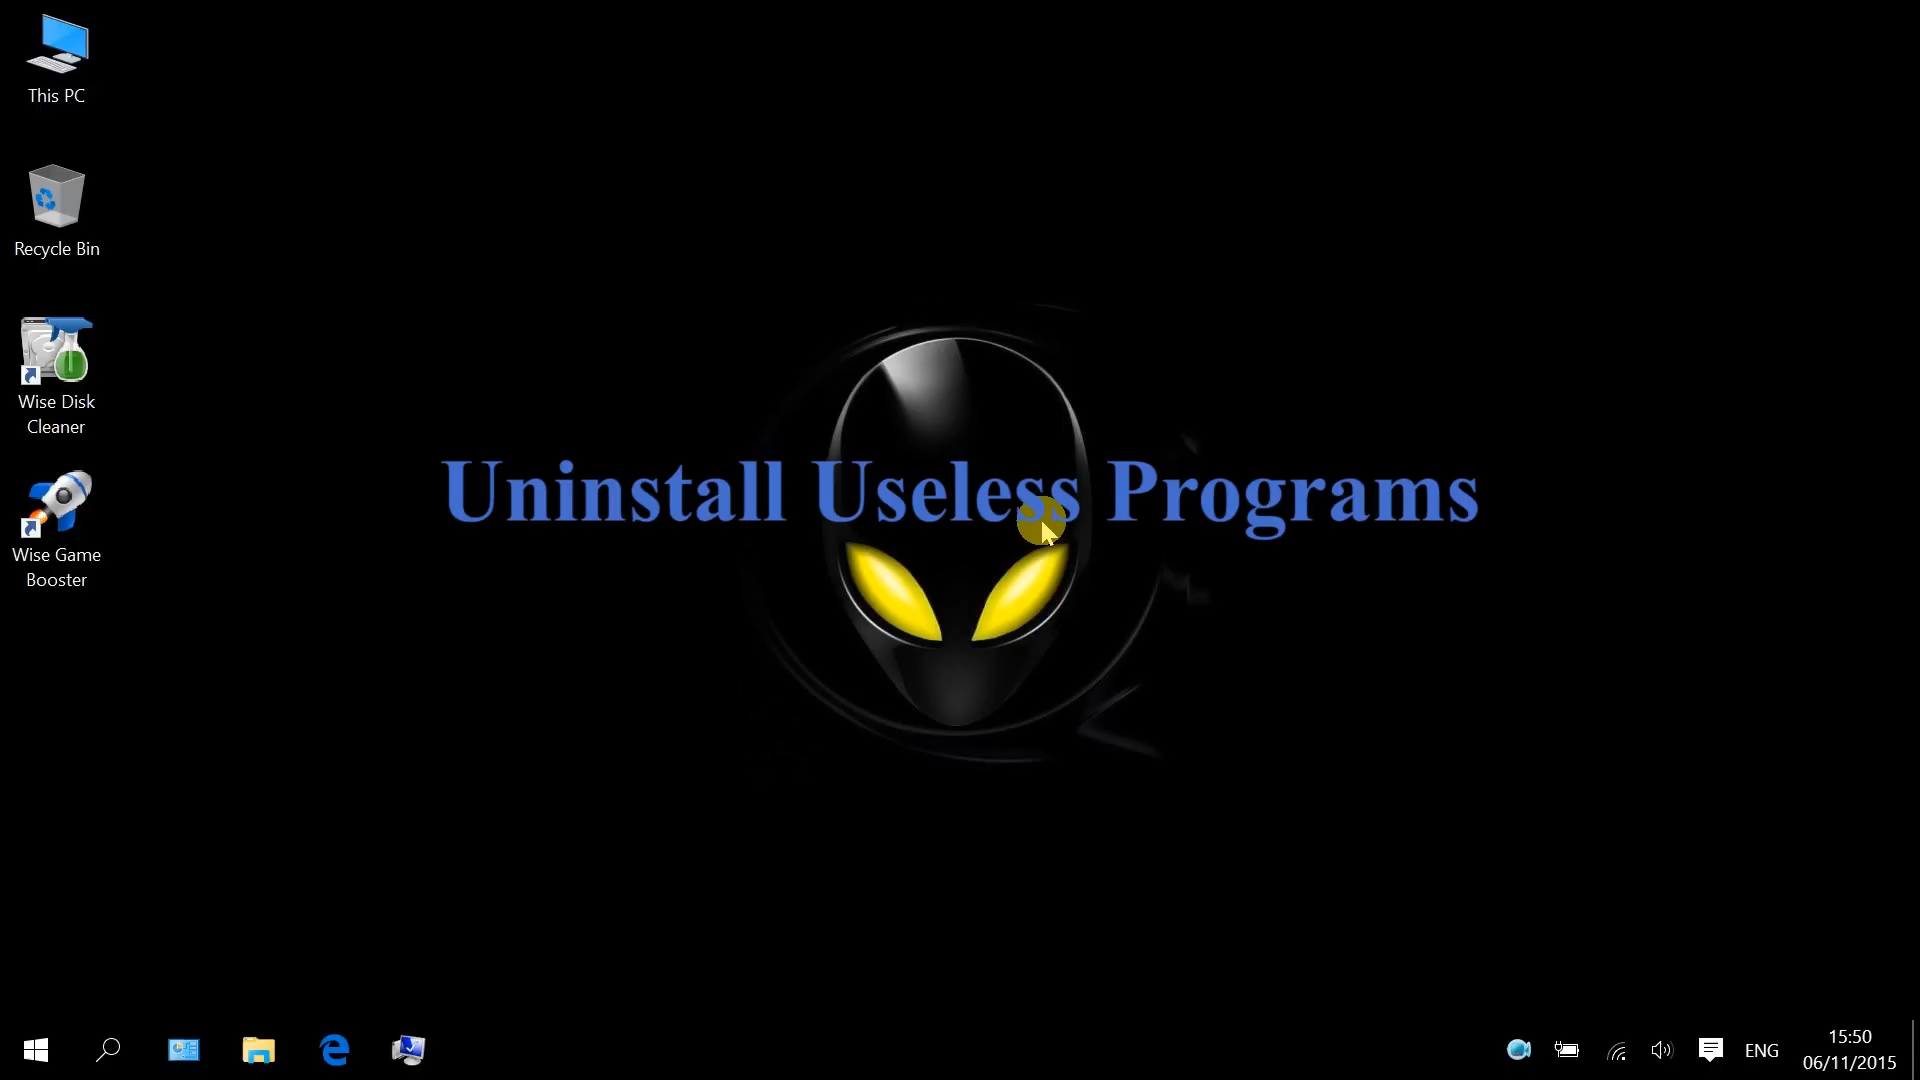 This PC
Recycle Bin
Wise Disk
Cleaner
Wise Game
Booster
Uninstall Useless Programs
ENG
15:50
06/11/2015